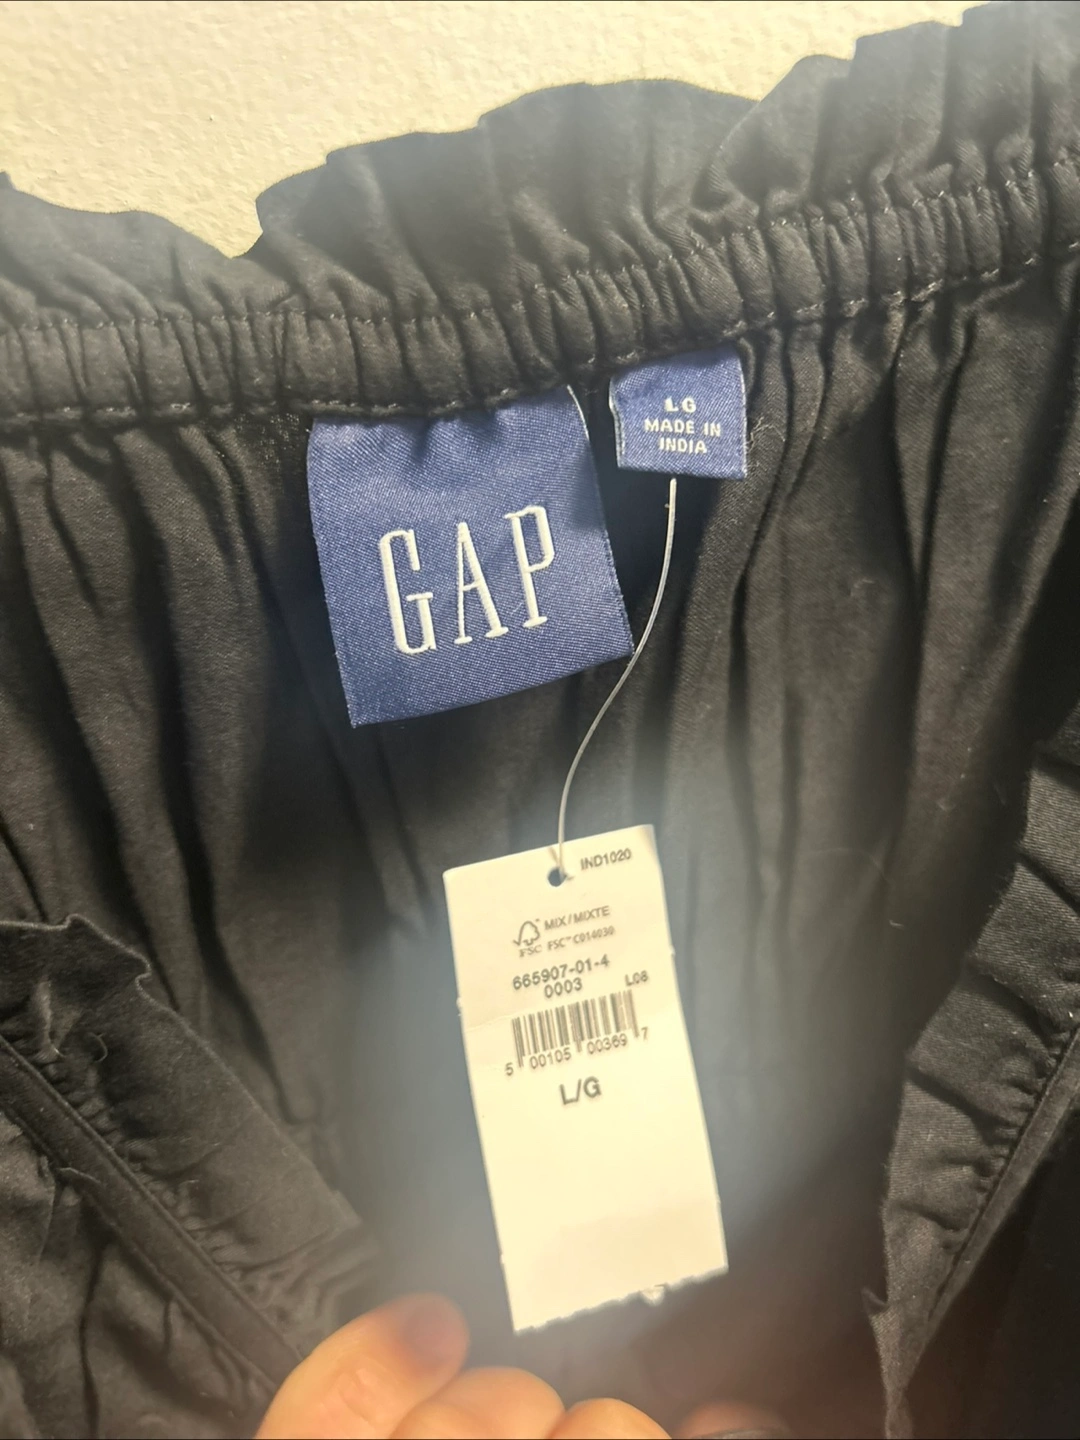 GAP
LG
MADE IN
INDIA
IND1020
MIX/MIXTE
FSC FSC™ C014030
665907-01-4
0003 L08
5 00105 00369 7
L/G